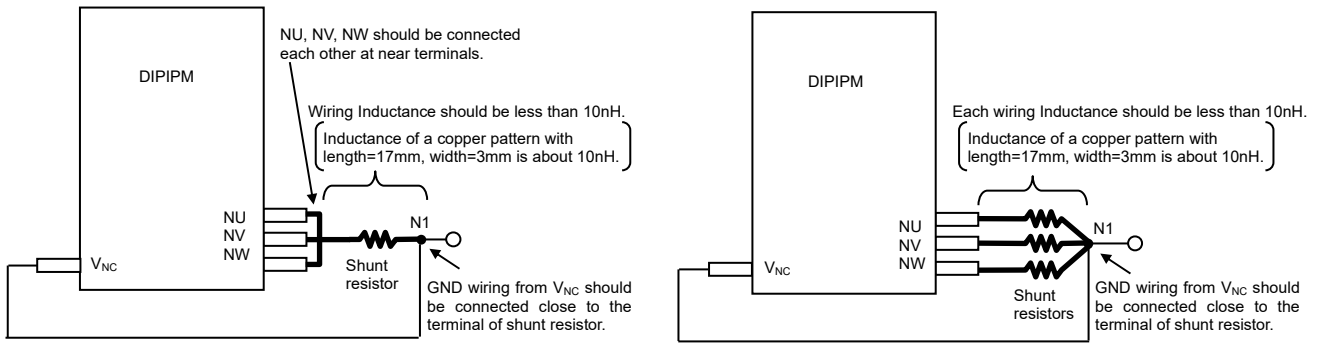 NU, NV, NW should be connected
each other at near terminals.
DIPIPM
Wiring Inductance should be less than 10nH.
Inductance of a copper pattern with
length=17mm, width=3mm is about 10nH.
NU
NV
NW
N1
VNC
Shunt
resistor
GND wiring from VNC should
be connected close to the
terminal of shunt resistor.
DIPIPM
Each wiring Inductance should be less than 10nH.
Inductance of a copper pattern with
length=17mm, width=3mm is about 10nH.
NU
NV
NW
N1
VNC
Shunt
resistors
GND wiring from VNC should
be connected close to the
terminal of shunt resistor.